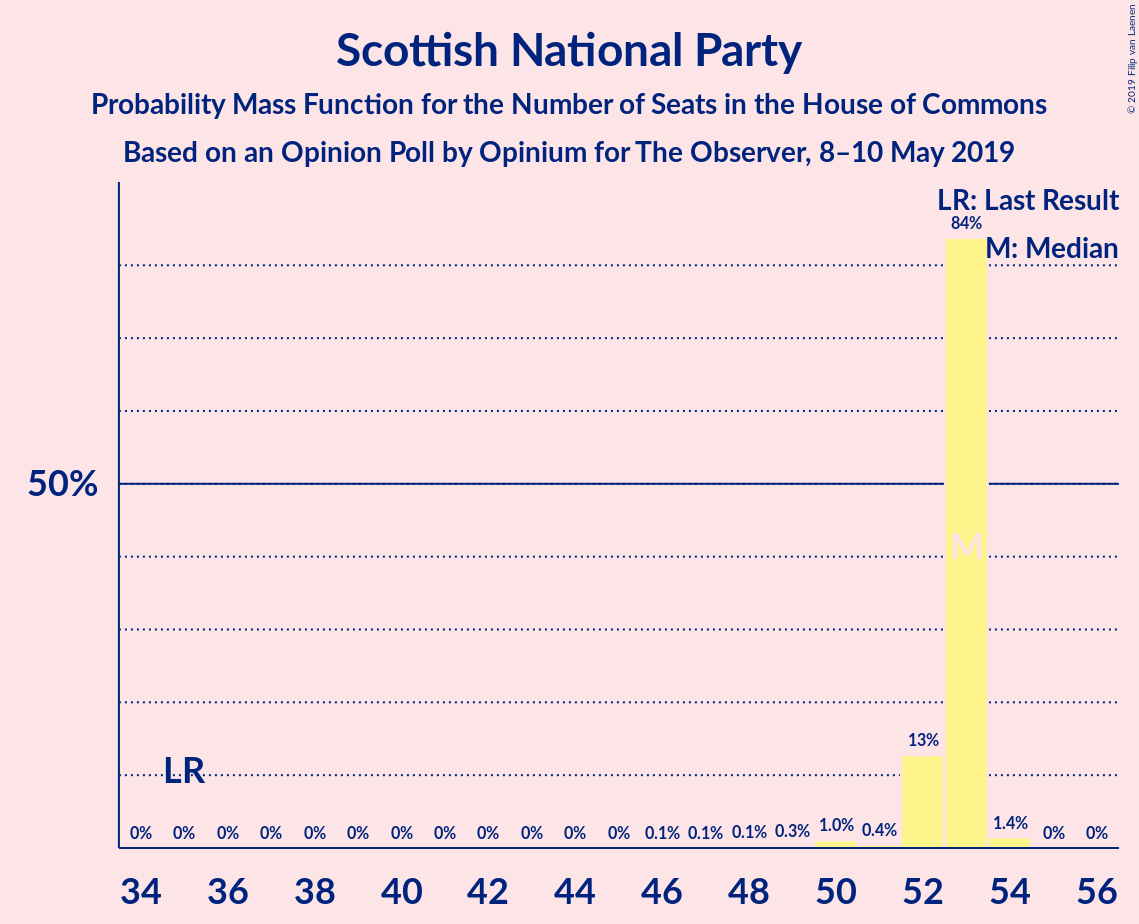 Scottish National Party
Probability Mass Function for the Number of Seats in the House of Commons
Based on an Opinion Poll by Opinium for The Observer, 8–10 May 2019
© 2019 Filip van Laenen
LR: Last Result
84%
M: Median
50%
M
13%
LR
0% 0% 0% 0% 0% 0% 0% 0% 0% 0% 0% 0% 0.1% 0.1% 0.1% 0.3% 1.0% 0.4% 1.4% 0% 0%
34 36 38 40 42 44 46 48 50 52 54 56